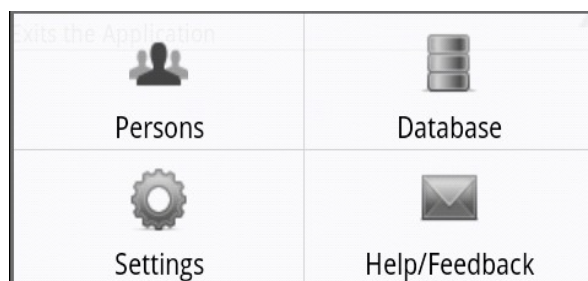 Exits the Application
Persons
Database
Settings
Help/Feedback